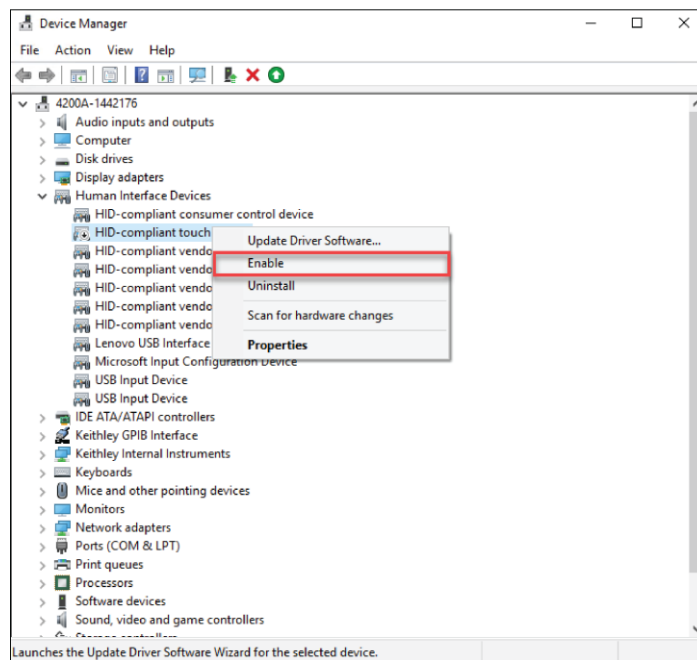 Device Manager
File Action View Help
4200A-1442176
Audio inputs and outputs
Computer
Disk drives
Display adapters
Human Interface Devices
HID-compliant consumer control device
HID-compliant touch
HID-compliant vendo
HID-compliant vendo
HID-compliant vendo
HID-compliant vendo
HID-compliant vendo
Lenovo USB Interface
Microsoft Input Configuration Device
USB Input Device
USB Input Device
IDE ATA/ATAPI controllers
Keithley GPIB Interface
Keithley Internal Instruments
Keyboards
Mice and other pointing devices
Monitors
Network adapters
Ports (COM & LPT)
Print queues
Processors
Software devices
Sound, video and game controllers
Storage controllers
Update Driver Software...
Enable
Uninstall
Scan for hardware changes
Properties
Launches the Update Driver Software Wizard for the selected device.